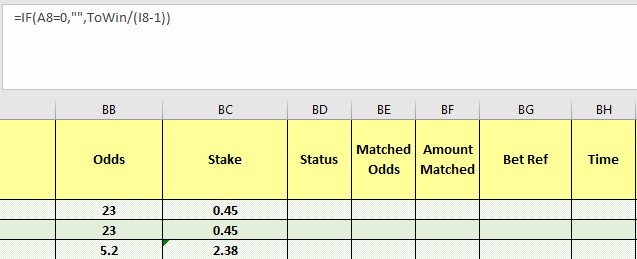 =IF(A8=0,"",ToWin/(I8-1))
BB BC BD BE BF BG BH
Odds Stake Status Matched Odds Amount Matched Bet Ref Time
23 0.45
23 0.45
5.2 2.38